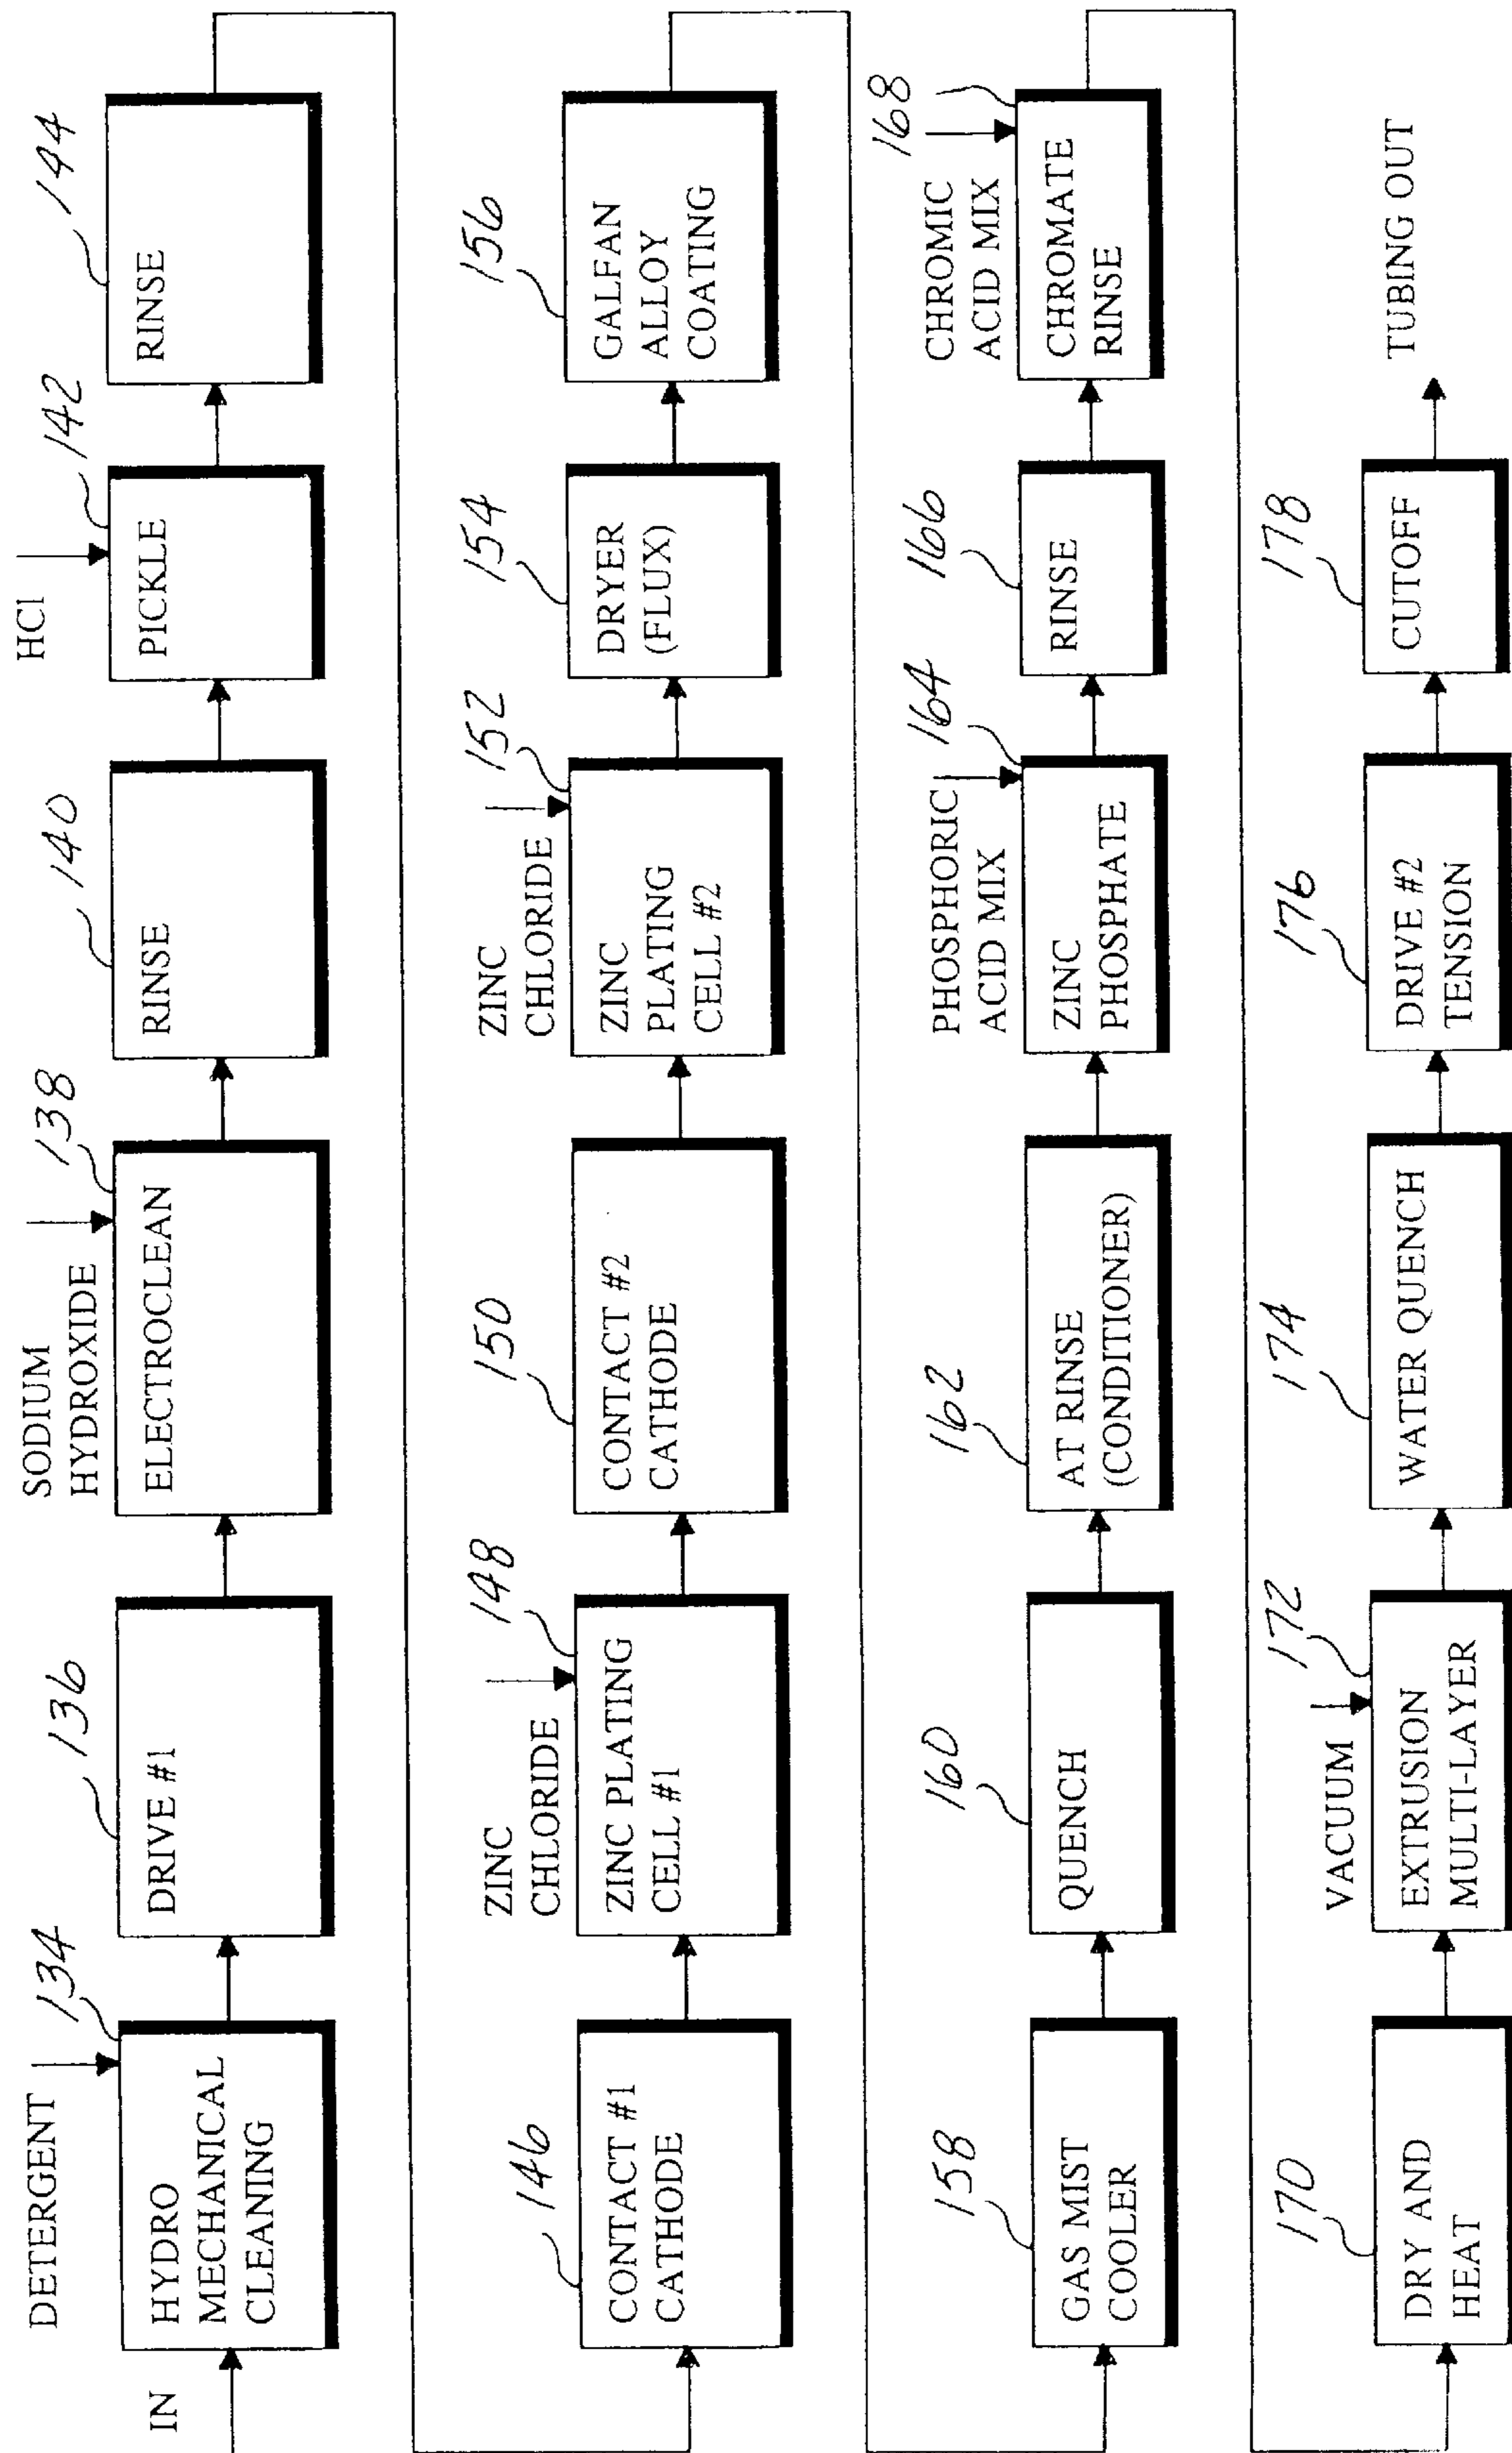 DETERGENT
134
IN
HYDRO
MECHANICAL
CLEANING
136
DRIVE #1
SODIUM
HYDROXIDE
138
ELECTROCLEAN
140
RINSE
HCl
142
PICKLE
144
RINSE
146
CONTACT #1
CATHODE
ZINC
CHLORIDE
148
ZINC PLATING
CELL #1
150
CONTACT #2
CATHODE
ZINC
CHLORIDE
152
ZINC
PLATING
CELL #2
154
DRYER
(FLUX)
156
GALFAN
ALLOY
COATING
158
GAS MIST
COOLER
160
QUENCH
162
AT RINSE
(CONDITIONER)
PHOSPHORIC
ACID MIX
164
ZINC
PHOSPHATE
166
RINSE
CHROMIC
ACID MIX
168
CHROMATE
RINSE
170
DRY AND
HEAT
VACUUM
172
EXTRUSION
MULTI-LAYER
174
WATER QUENCH
176
DRIVE #2
TENSION
178
CUTOFF
TUBING OUT